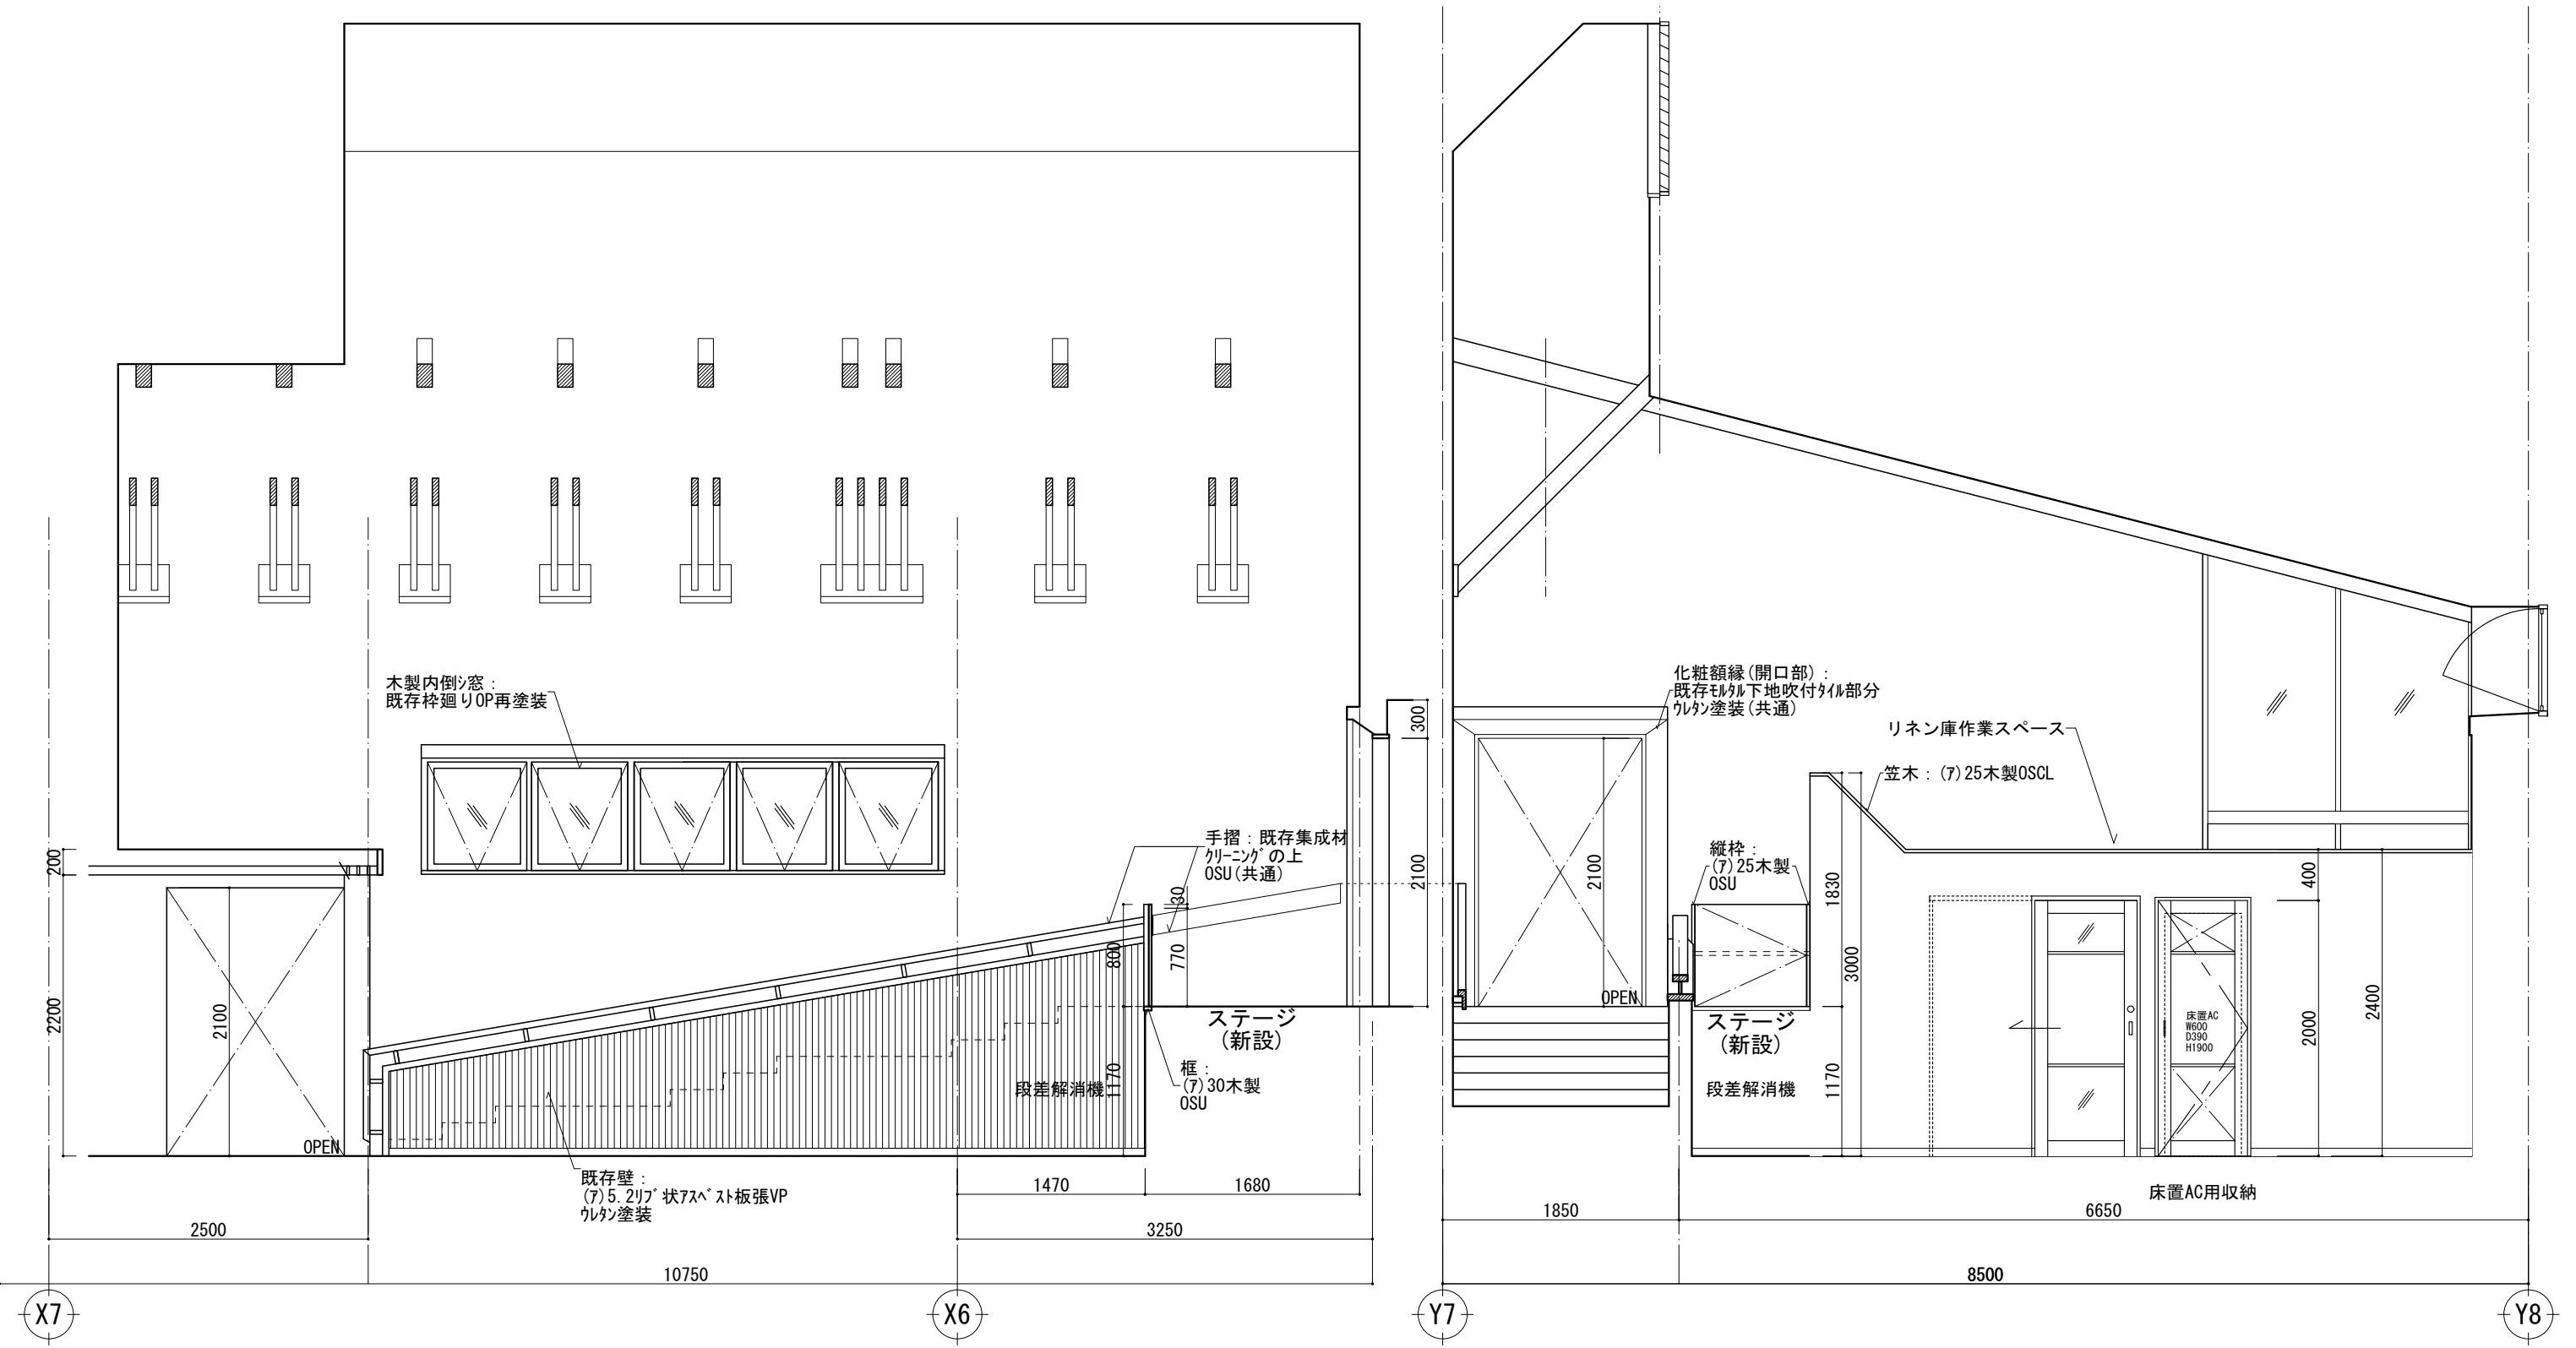 木製内倒ｼ窓：
既存枠廻りOP再塗装
手摺：既存集成材
ｸﾘｰﾆﾝｸﾞの上
OSU(共通)
200
2200
2100
OPEN
30
800
770
1170
300
2100
ステージ
(新設)
段差解消機
框：
(ｱ)30木製
OSU
既存壁：
(ｱ)5.2ﾘﾌﾞ状ｱｽﾍﾞｽﾄ板張VP
ｳﾚﾀﾝ塗装
1470
1680
2500
3250
10750
X7
X6
化粧額縁(開口部)：
既存ﾓﾙﾀﾙ下地吹付ﾀｲﾙ部分
ｳﾚﾀﾝ塗装(共通)
リネン庫作業スペース
笠木：(ｱ)25木製OSCL
縦枠：
(ｱ)25木製
OSU
2100
OPEN
1830
3000
1170
ステージ
(新設)
段差解消機
400
2000
2400
床置AC
W600
D390
H1900
床置AC用収納
1850
6650
8500
Y7
Y8